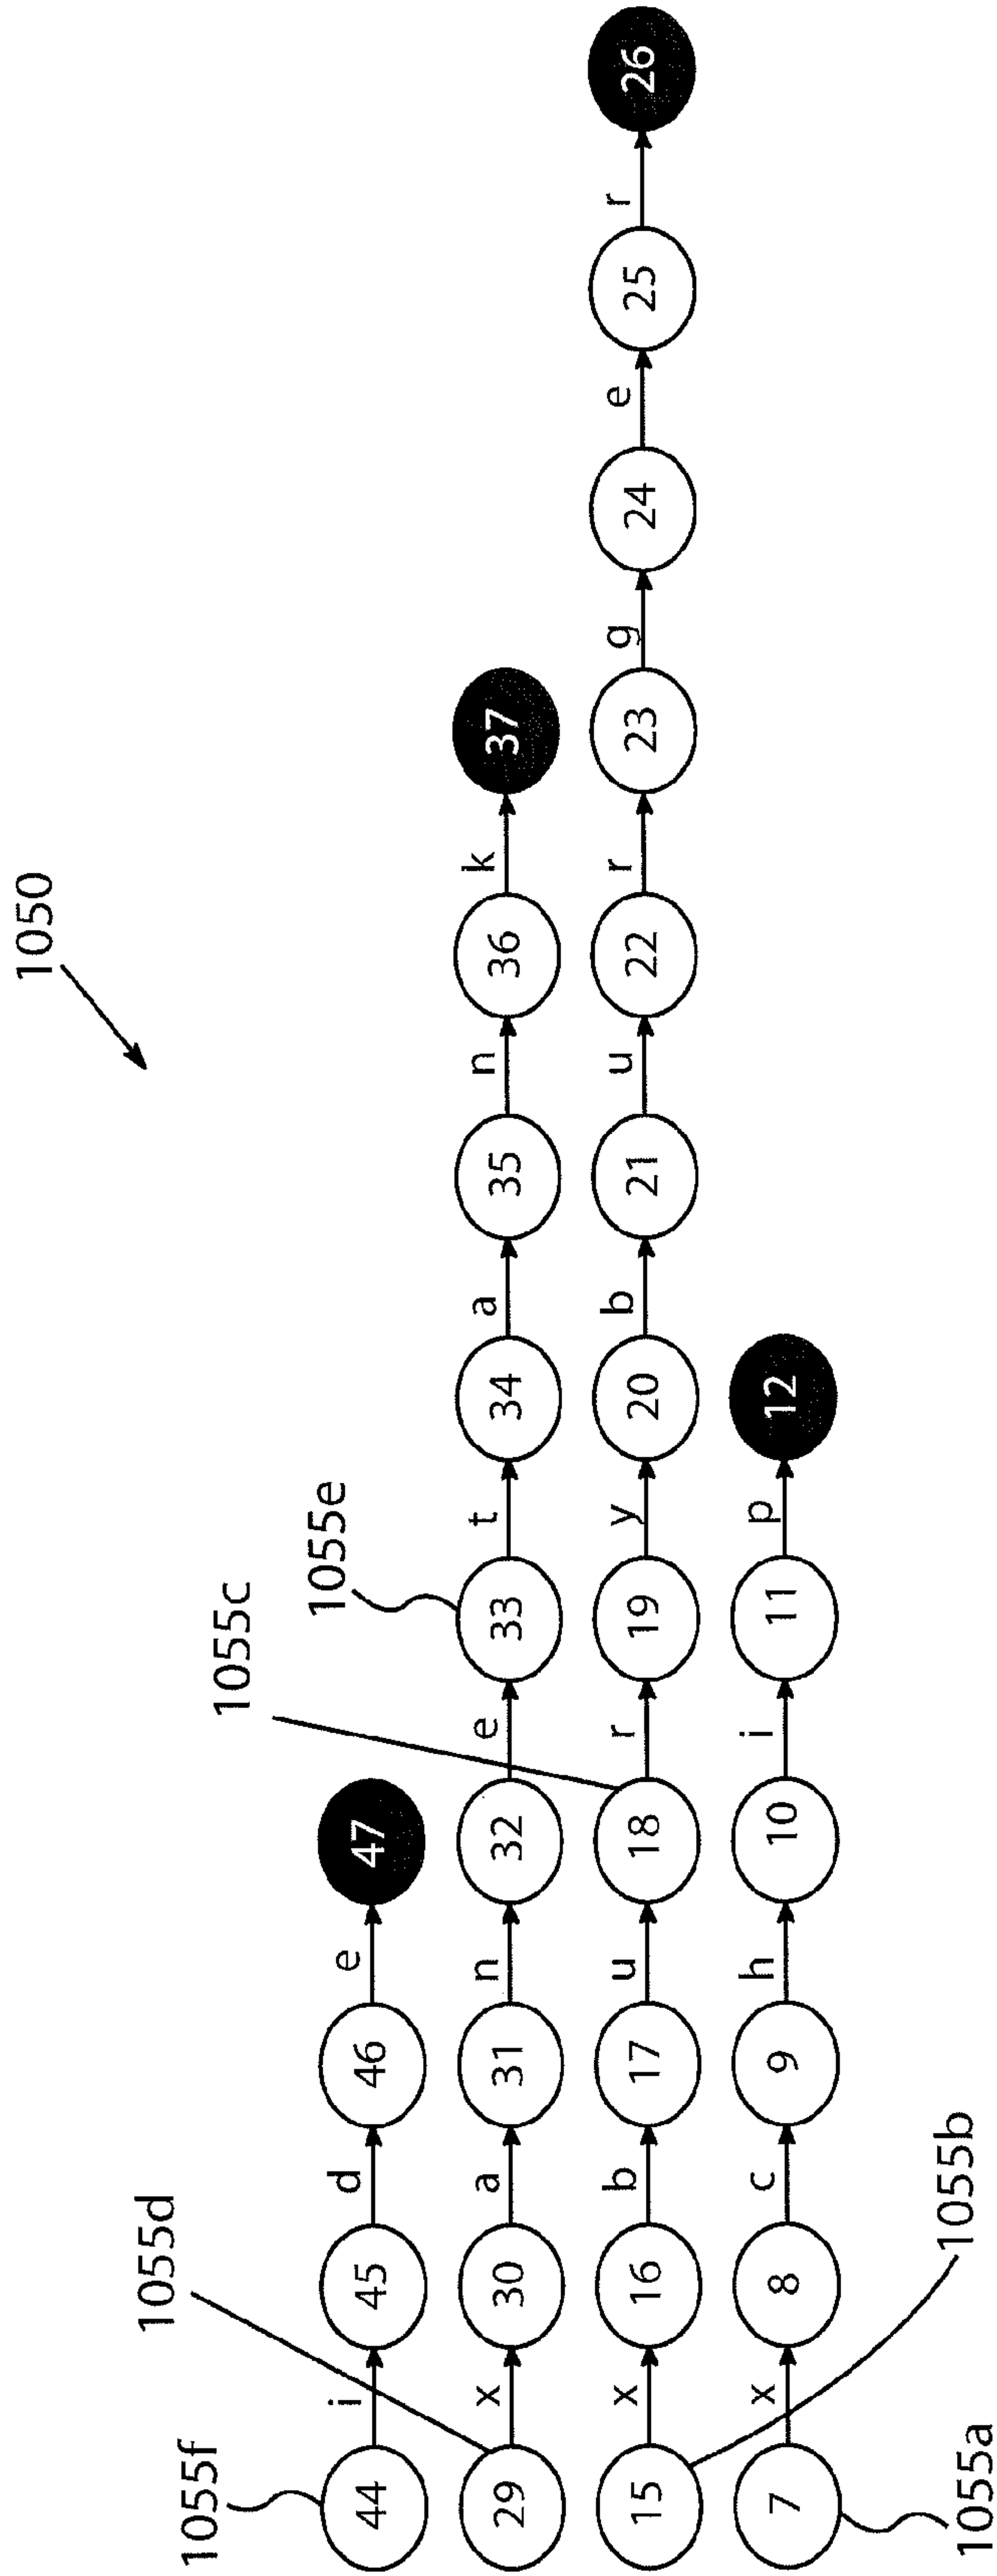 1050
1055d
1055f
1055c
1055e
44 i 45 d 46 e 47
29 x 30 a 31 n 32 e 33 t 34 a 35 n 36 k 37
15 x 16 b 17 u 18 r 19 y 20 b 21 u 22 r 23 g 24 e 25 r 26
7 x 8 c 9 h 10 i 11 p 12
1055b
1055a